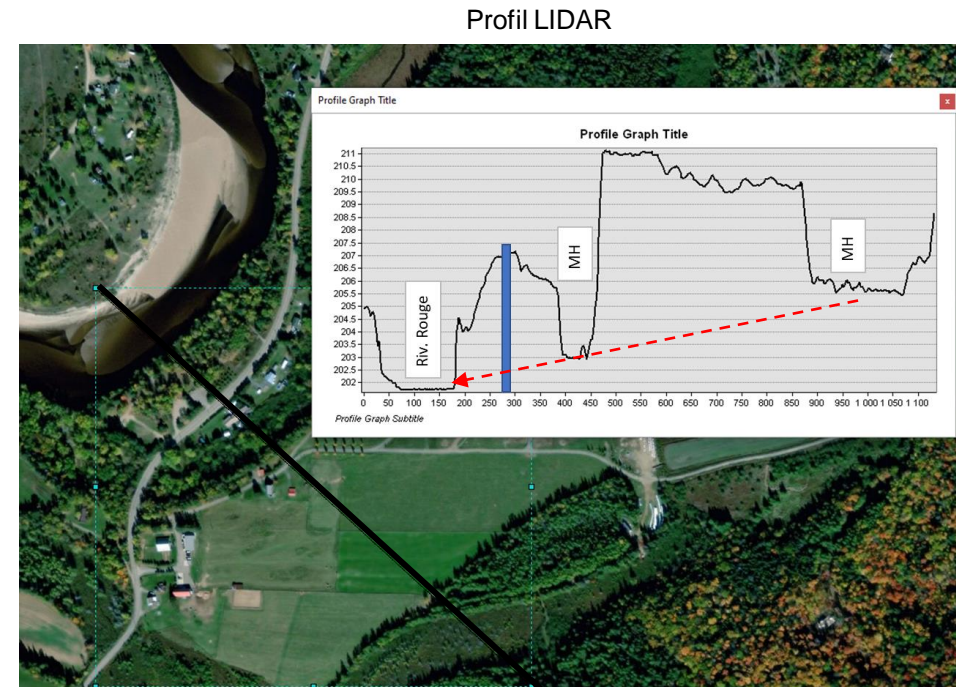 Profil LIDAR
Profile Graph Title
x
Profile Graph Title
211
210.5
210
209.5
209
208.5
208
207.5
207
206.5
206
205.5
205
204.5
204
203.5
203
202.5
202
Riv. Rouge
MH
MH
0 50 100 150 200 250 300 350 400 450 500 550 600 650 700 750 800 850 900 950 1 000 1 050 1 100
Profile Graph Subtitle